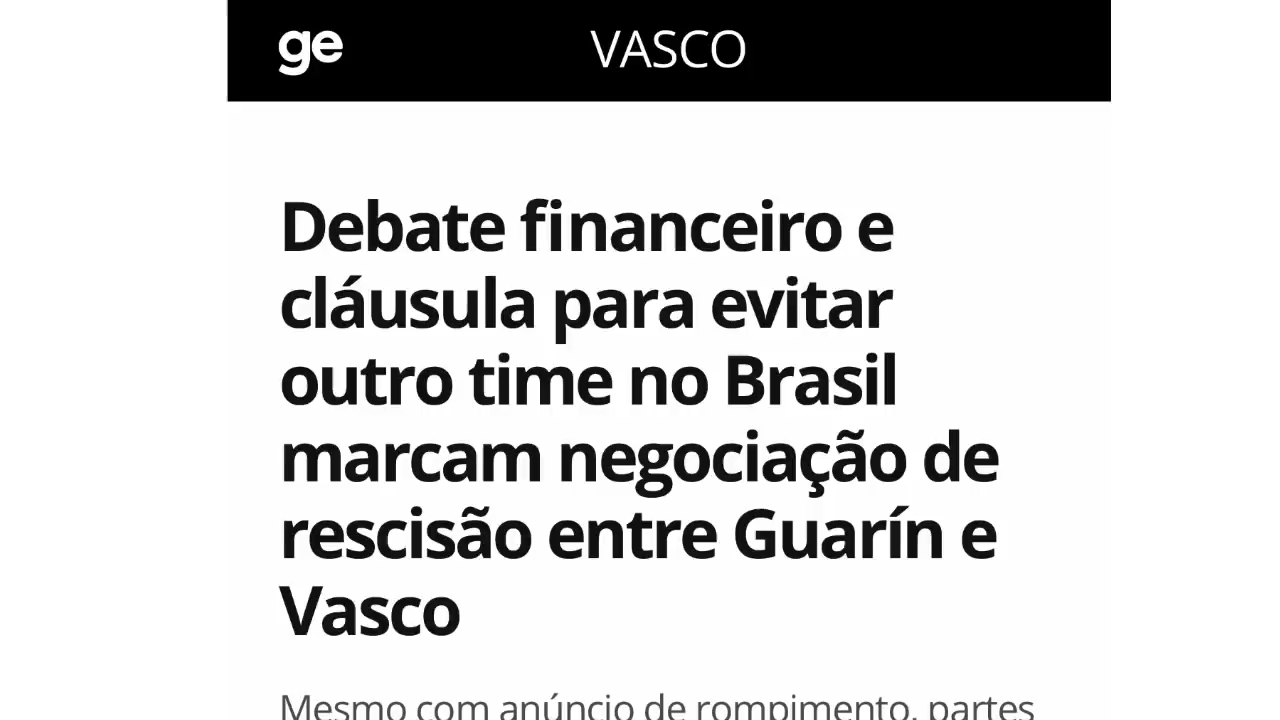 ge VASCO
Debate financeiro e
cláusula para evitar
outro time no Brasil
marcam negociação de
rescisão entre Guarín e
Vasco
Mesmo com anúncio de rompimento, partes